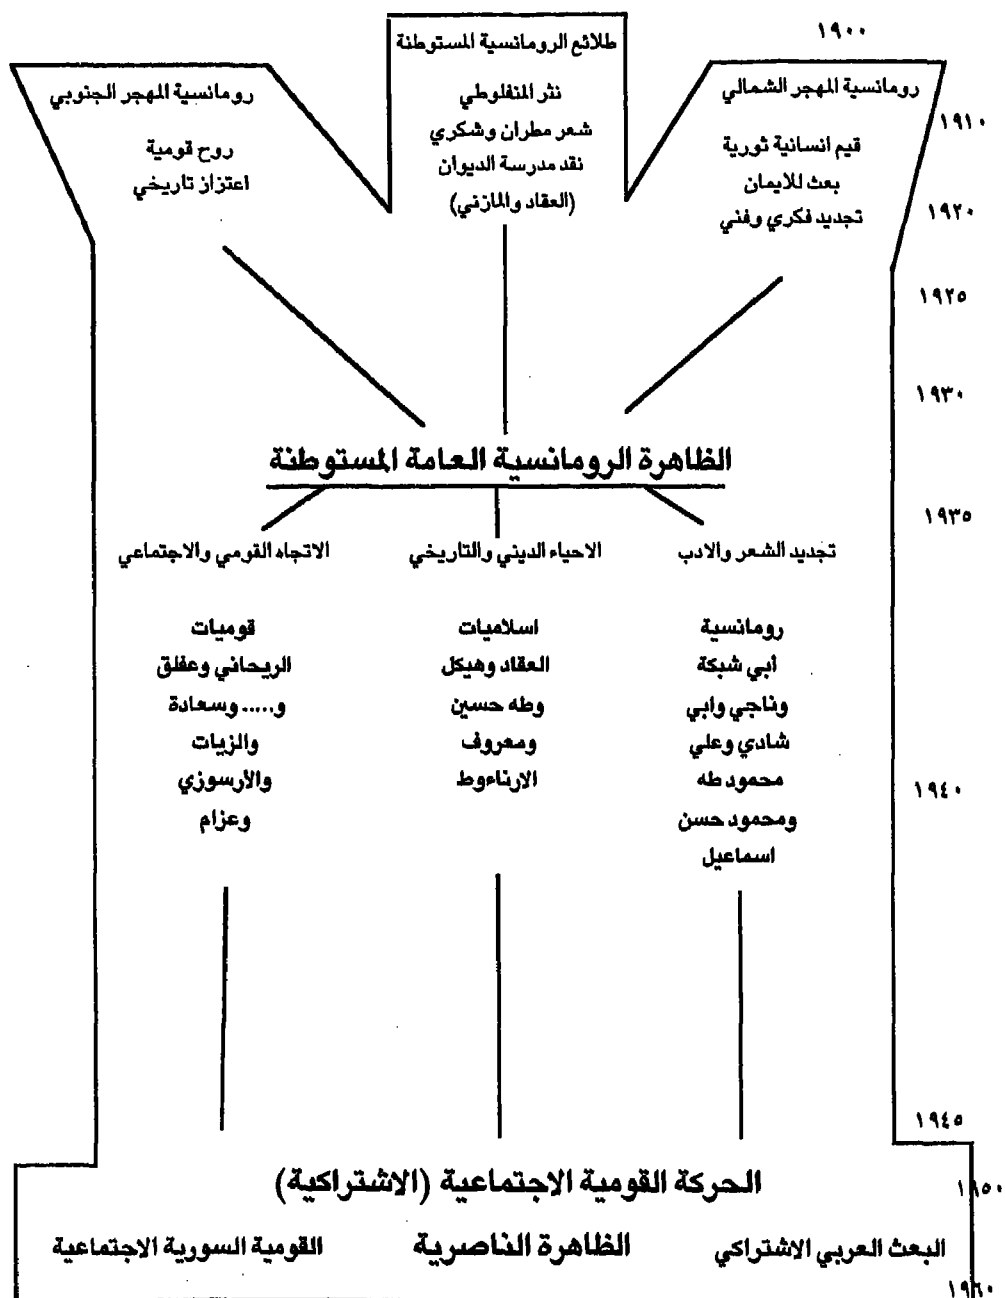 ١٩٠٠
طلائع الرومانسية المستوطنة
رومانسية المهجر الشمالي
نثر المنفلوطي
رومانسية المهجر الجنوبي
١٩١٠
قيم انسانية ثورية
شعر مطران وشكري
روح قومية
بعث للايمان
نقد مدرسة الديوان
اعتزاز تاريخي
١٩٢٠
تجديد فكري وفني
(العقاد والمازني)
١٩٢٥
١٩٣٠
الظاهرة الرومانسية العامة المستوطنة
١٩٣٥
تجديد الشعر والادب
الاحياء الديني والتاريخي
الاتجاه القومي والاجتماعي
رومانسية
أبي شبكة
وناجي وابي
شادي وعلي
محمود طه
ومحمود حسن
اسماعيل
اسلاميات
العقاد وهيكل
وطه حسين
ومعروف
الارناءوط
قوميات
الريحاني وعفلق
و..... وسعادة
والزيات
والأرسوزي
وعزام
١٩٤٠
١٩٤٥
الحركة القومية الاجتماعية (الاشتراكية)
١٩٥٠
البعث العربي الاشتراكي
الظاهرة الناصرية
القومية السورية الاجتماعية
١٩٦٠